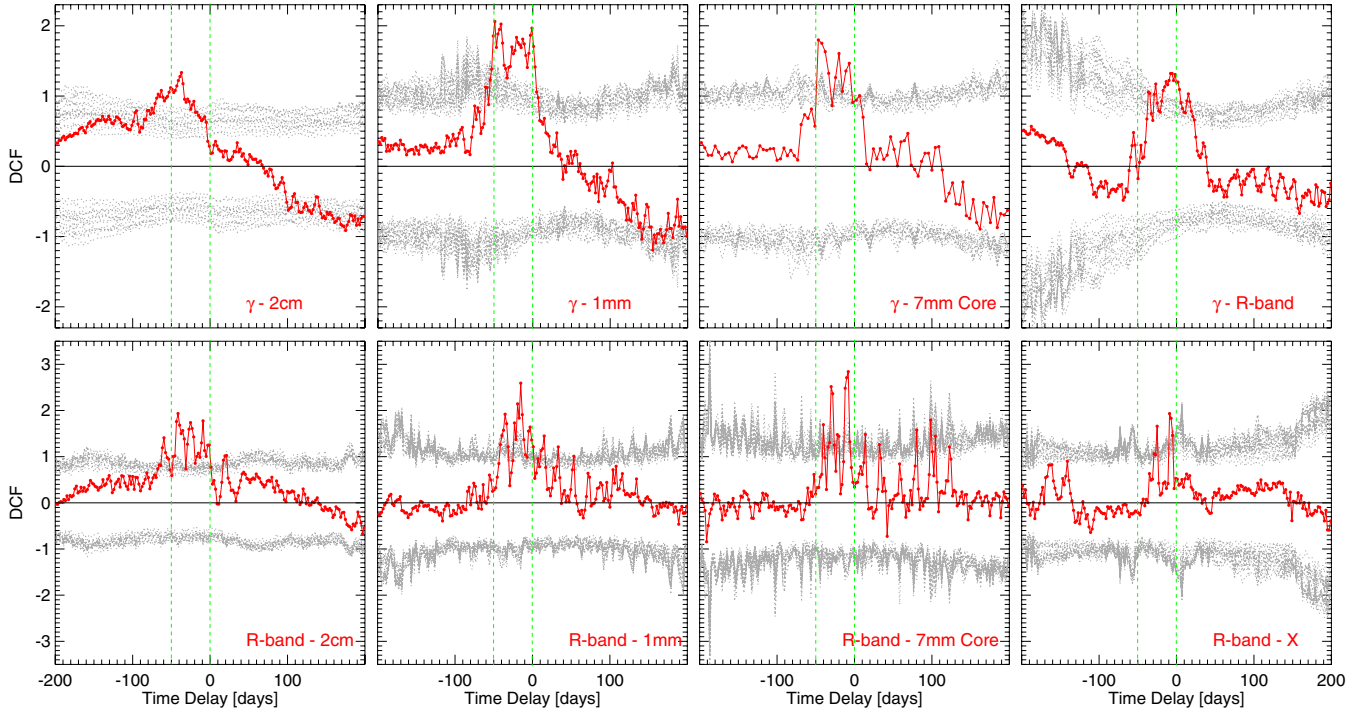 2
1
0
-1
-2
DCF
γ - 2cm
γ - 1mm
γ - 7mm Core
γ - R-band
3
2
1
0
-1
-2
-3
DCF
R-band - 2cm
R-band - 1mm
R-band - 7mm Core
R-band - X
-200 -100 0 100 -100 0 100 -100 0 100 -100 0 100 200
Time Delay [days] Time Delay [days] Time Delay [days] Time Delay [days]